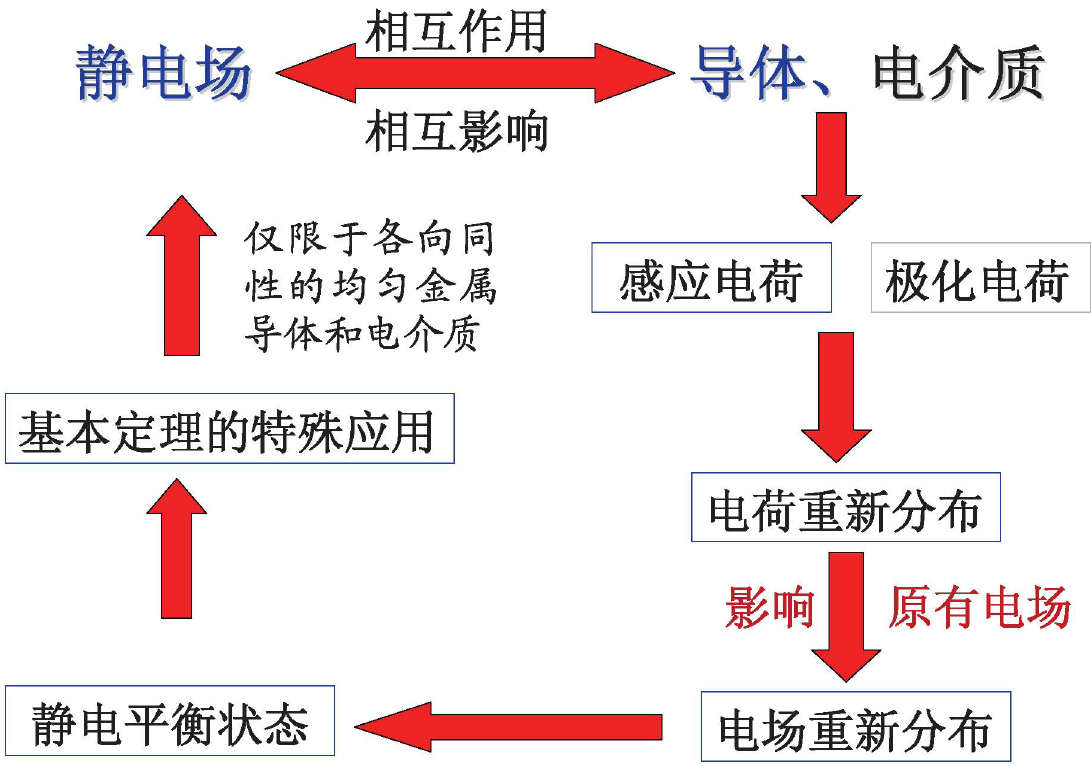 相互作用
静电场
导体、电介质
相互影响
仅限于各向同
性的均匀金属
导体和电介质
感应电荷
极化电荷
基本定理的特殊应用
电荷重新分布
影响
原有电场
静电平衡状态
电场重新分布